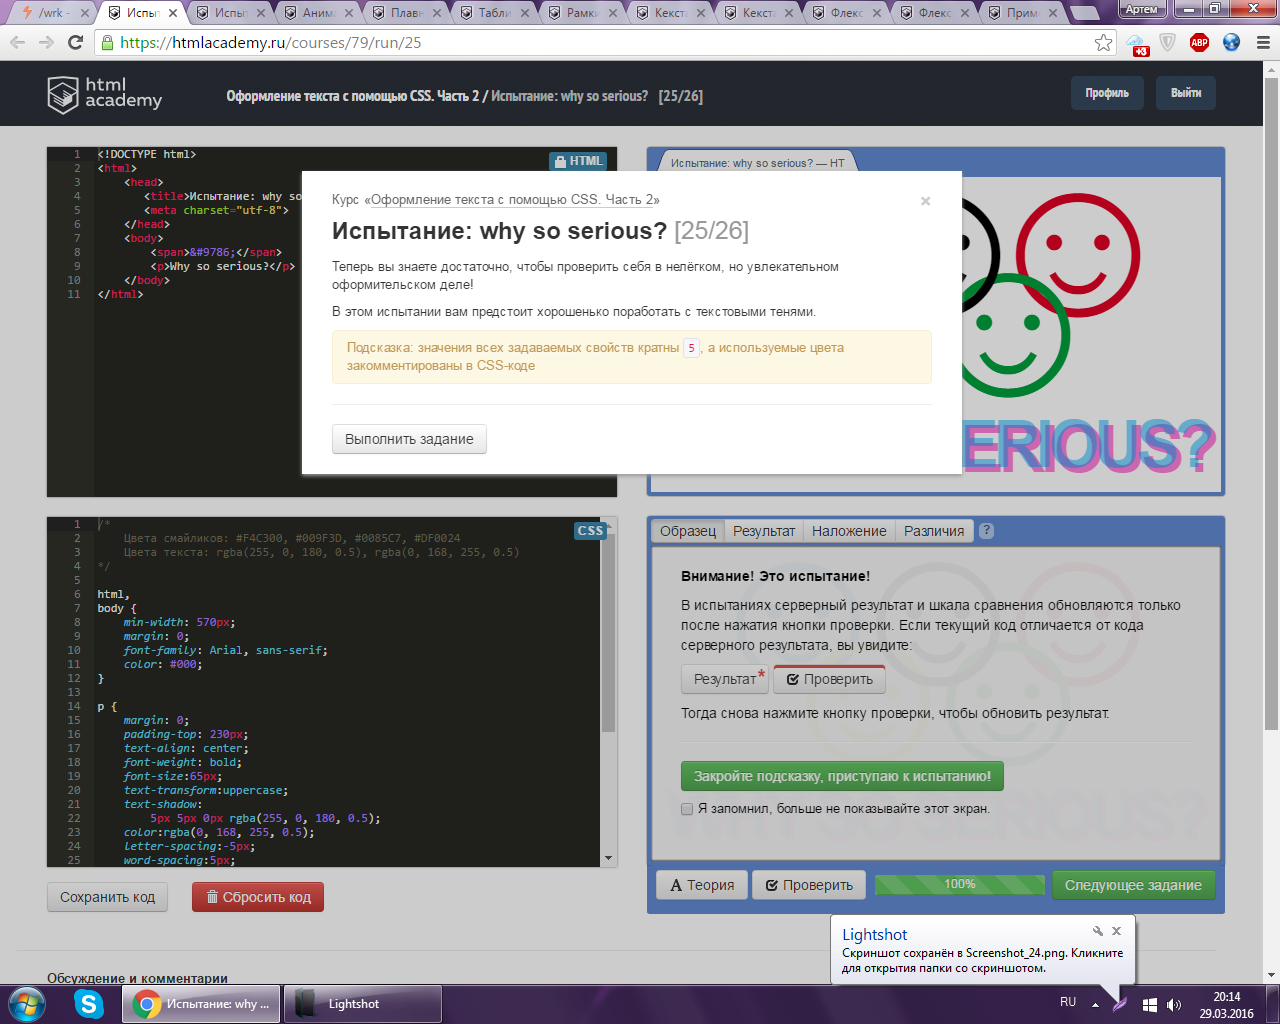 /wrk -
Испыт
Испыт
Анима
Плавн
Табли
Рамки
Кекста
Кекста
Флекс
Флекс
Приме
Артем
https://htmlacademy.ru/courses/79/run/25
+3
ABP
html
academy
Оформление текста с помощью CSS. Часть 2 / Испытание: why so serious? [25/26]
Профиль
Выйти
HTML
1 <!DOCTYPE html>
2 <html>
3 <head>
4 <title>Испытание: why so
5 <meta charset="utf-8">
6 </head>
7 <body>
8 <span>&#9786;</span>
9 <p>Why so serious?</p>
10 </body>
11 </html>
Испытание: why so serious? — HT
ERIOUS?
Курс «Оформление текста с помощью CSS. Часть 2»
×
Испытание: why so serious? [25/26]
Теперь вы знаете достаточно, чтобы проверить себя в нелёгком, но увлекательном
оформительском деле!
В этом испытании вам предстоит хорошенько поработать с текстовыми тенями.
Подсказка: значения всех задаваемых свойств кратны 5, а используемые цвета
закомментированы в CSS-коде
Выполнить задание
CSS
1 /*
2 Цвета смайликов: #F4C300, #009F3D, #0085C7, #DF0024
3 Цвета текста: rgba(255, 0, 180, 0.5), rgba(0, 168, 255, 0.5)
4 */
5
6 html,
7 body {
8 min-width: 570px;
9 margin: 0;
10 font-family: Arial, sans-serif;
11 color: #000;
12 }
13
14 p {
15 margin: 0;
16 padding-top: 230px;
17 text-align: center;
18 font-weight: bold;
19 font-size:65px;
20 text-transform:uppercase;
21 text-shadow:
22 5px 5px 0px rgba(255, 0, 180, 0.5);
23 color:rgba(0, 168, 255, 0.5);
24 letter-spacing:-5px;
25 word-spacing:5px;
Образец
Результат
Наложение
Различия
?
Внимание! Это испытание!
В испытаниях серверный результат и шкала сравнения обновляются только
после нажатия кнопки проверки. Если текущий код отличается от кода
серверного результата, вы увидите:
Результат*
Проверить
Тогда снова нажмите кнопку проверки, чтобы обновить результат.
Закройте подсказку, приступаю к испытанию!
Я запомнил, больше не показывайте этот экран.
WHY SO SERIOUS?
A Теория
Проверить
100%
Следующее задание
Сохранить код
Сбросить код
Обсуждение и комментарии
Lightshot
Скриншот сохранён в Screenshot_24.png. Кликните
для открытия папки со скриншотом.
Испытание: why ...
Lightshot
RU
20:14
29.03.2016